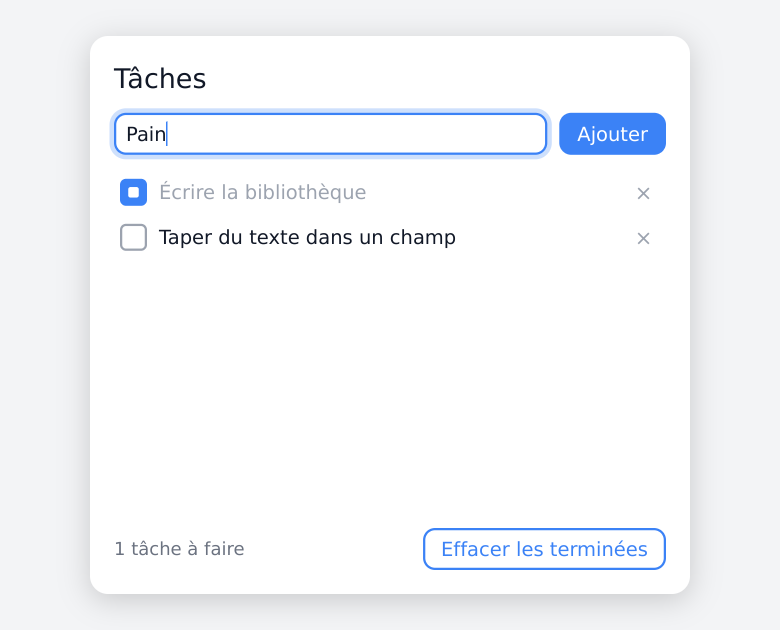 Tâches
Pain
Ajouter
Écrire la bibliothèque
×
Taper du texte dans un champ
×
1 tâche à faire
Effacer les terminées